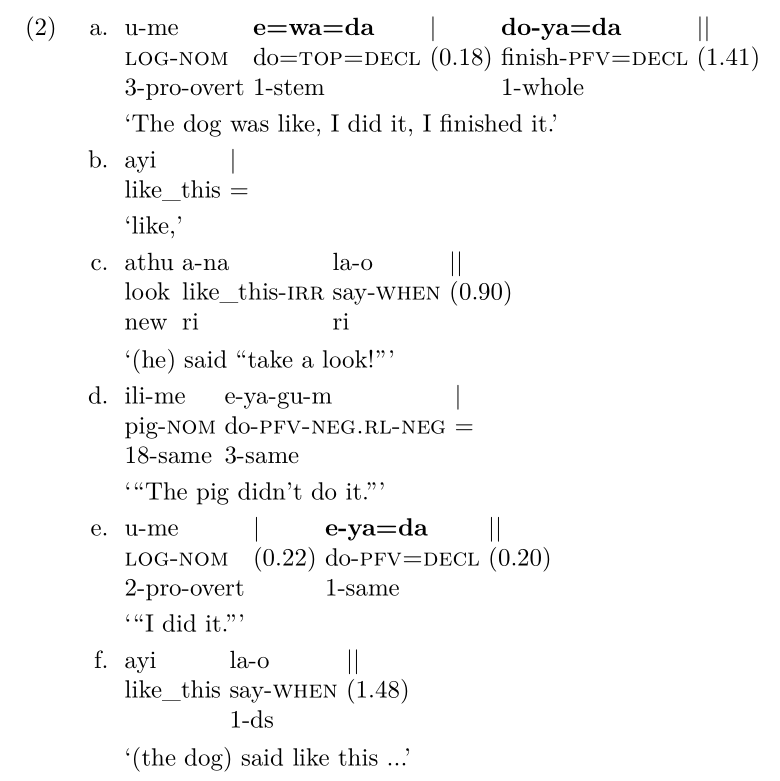 (2) a. u-me e=wa=da | do-ya=da ||
LOG-NOM do=TOP=DECL (0.18) finish-PFV=DECL (1.41)
3-pro-overt 1-stem 1-whole
‘The dog was like, I did it, I finished it.’
b. ayi |
like_this =
‘like,’
c. athu a-na la-o ||
look like_this-IRR say-WHEN (0.90)
new ri ri
‘(he) said “take a look!”’
d. ili-me e-ya-gu-m |
pig-NOM do-PFV-NEG.RL-NEG =
18-same 3-same
‘“The pig didn’t do it.”’
e. u-me | e-ya=da ||
LOG-NOM (0.22) do-PFV=DECL (0.20)
2-pro-overt 1-same
‘“I did it.”’
f. ayi la-o ||
like_this say-WHEN (1.48)
1-ds
‘(the dog) said like this ...’